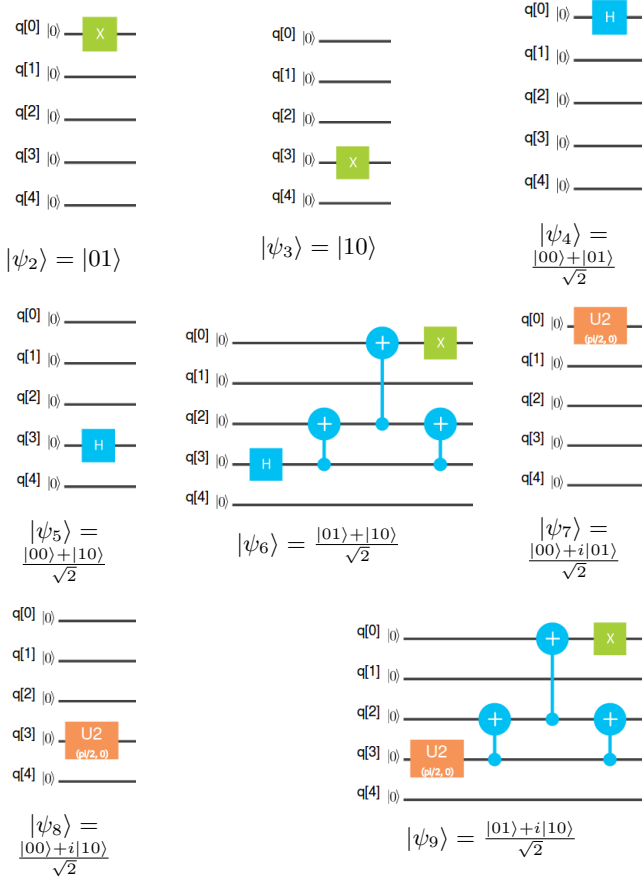 q[0] |0⟩ X
q[1] |0⟩
q[2] |0⟩
q[3] |0⟩
q[4] |0⟩
|ψ₂⟩ = |01⟩
q[0] |0⟩
q[1] |0⟩
q[2] |0⟩
q[3] |0⟩ X
q[4] |0⟩
|ψ₃⟩ = |10⟩
q[0] |0⟩ H
q[1] |0⟩
q[2] |0⟩
q[3] |0⟩
q[4] |0⟩
|ψ₄⟩ =
|00⟩+|01⟩
√2
q[0] |0⟩
q[1] |0⟩
q[2] |0⟩
q[3] |0⟩ H
q[4] |0⟩
|ψ₅⟩ =
|00⟩+|10⟩
√2
q[0] |0⟩ + X
q[1] |0⟩
q[2] |0⟩ + +
q[3] |0⟩ H
q[4] |0⟩
|ψ₆⟩ = |01⟩+|10⟩
√2
q[0] |0⟩ U2
(pi/2, 0)
q[1] |0⟩
q[2] |0⟩
q[3] |0⟩
q[4] |0⟩
|ψ₇⟩ =
|00⟩+i|01⟩
√2
q[0] |0⟩
q[1] |0⟩
q[2] |0⟩
q[3] |0⟩ U2
(pi/2, 0)
q[4] |0⟩
|ψ₈⟩ =
|00⟩+i|10⟩
√2
q[0] |0⟩ + X
q[1] |0⟩
q[2] |0⟩ + +
q[3] |0⟩ U2
(pi/2, 0)
q[4] |0⟩
|ψ₉⟩ = |01⟩+i|10⟩
√2